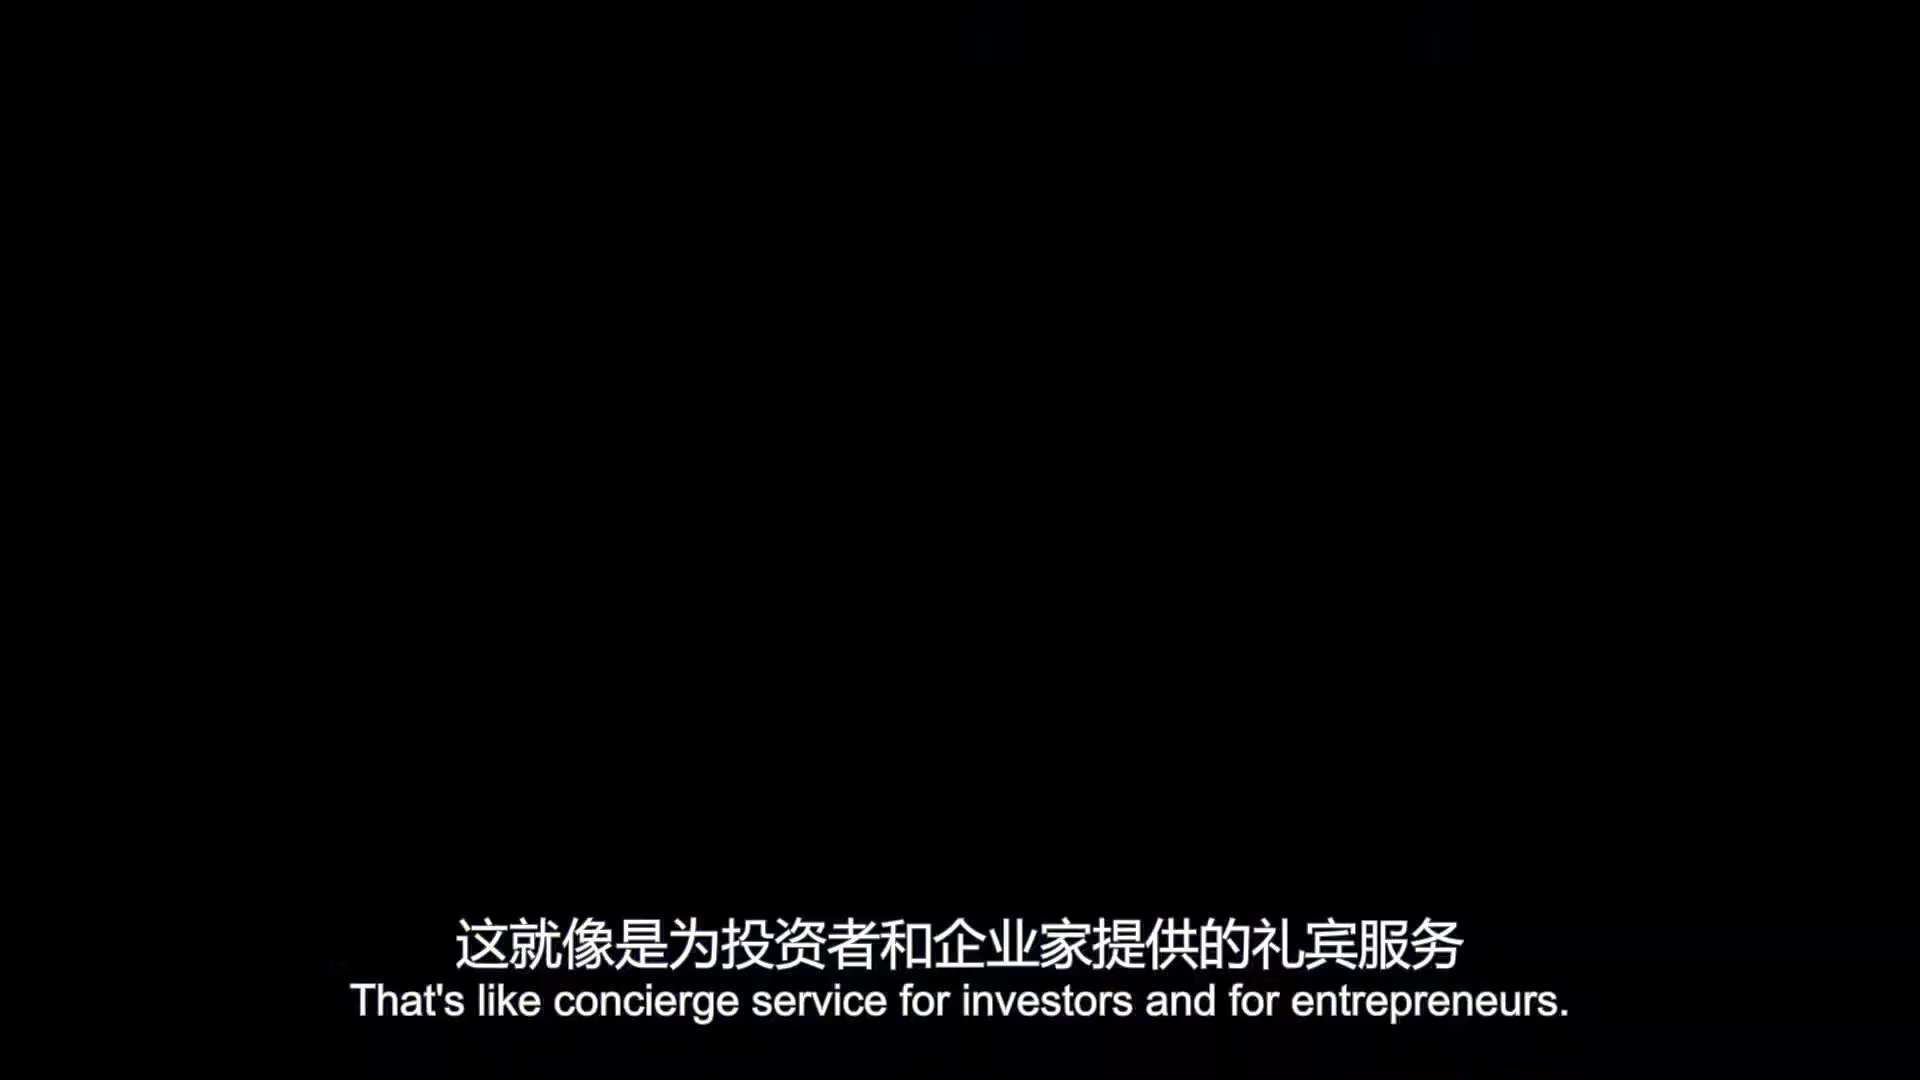 这就像是为投资者和企业家提供的礼宾服务
That's like concierge service for investors and for entrepreneurs.